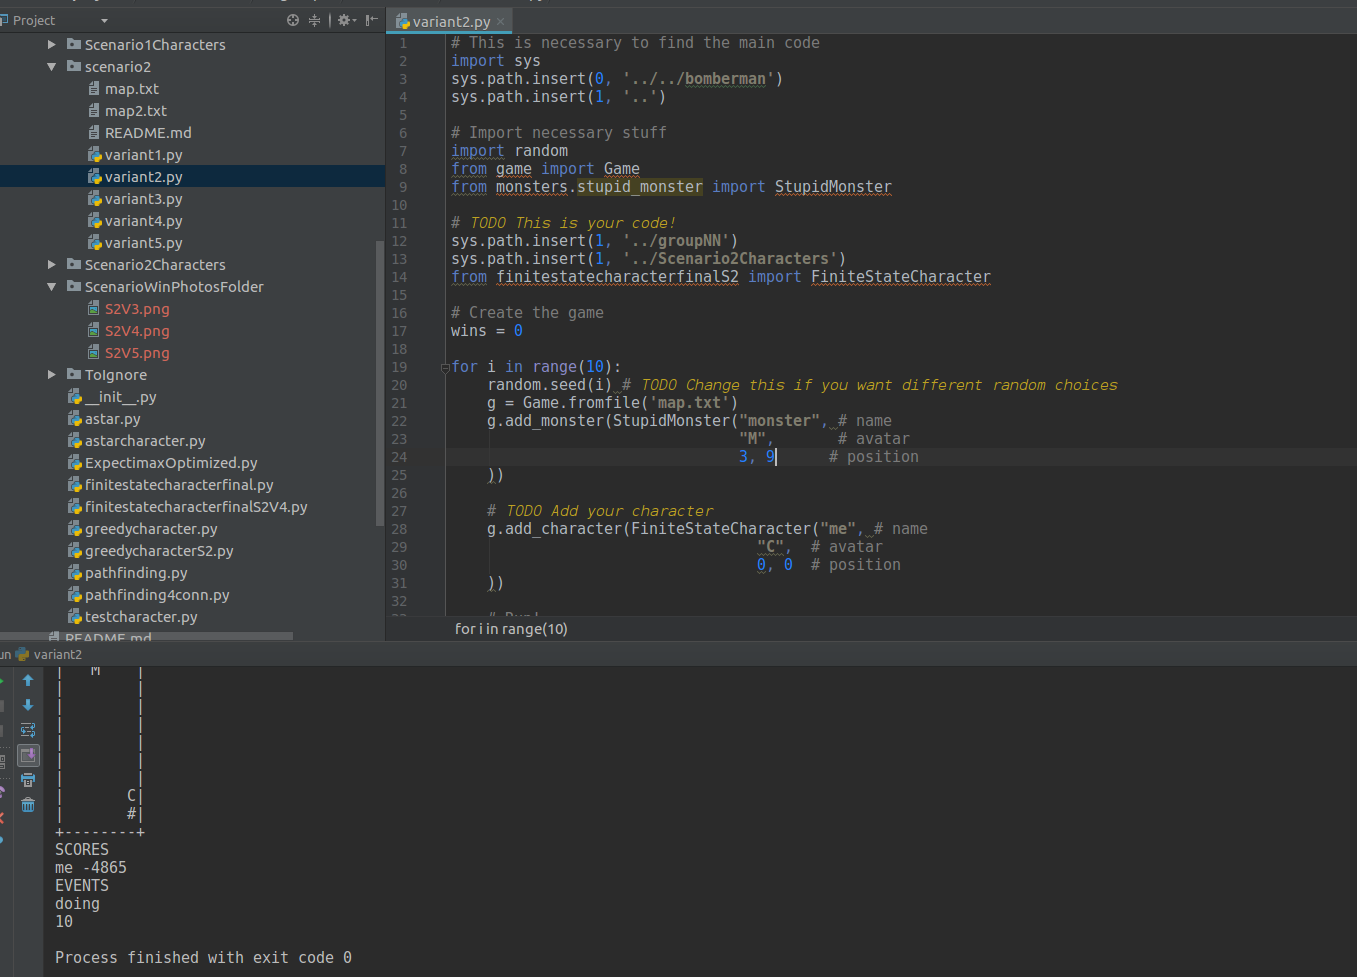 Project
Scenario1Characters
scenario2
map.txt
map2.txt
README.md
variant1.py
variant2.py
variant3.py
variant4.py
variant5.py
Scenario2Characters
ScenarioWinPhotosFolder
S2V3.png
S2V4.png
S2V5.png
ToIgnore
__init__.py
astar.py
astarcharacter.py
ExpectimaxOptimized.py
finitestatecharacterfinal.py
finitestatecharacterfinalS2V4.py
greedycharacter.py
greedycharacterS2.py
pathfinding.py
pathfinding4conn.py
testcharacter.py
README.md
variant2.py
1 # This is necessary to find the main code
2 import sys
3 sys.path.insert(0, '../../bomberman')
4 sys.path.insert(1, '..')
5
6 # Import necessary stuff
7 import random
8 from game import Game
9 from monsters.stupid_monster import StupidMonster
10
11 # TODO This is your code!
12 sys.path.insert(1, '../groupNN')
13 sys.path.insert(1, '../Scenario2Characters')
14 from finitestatecharacterfinalS2 import FiniteStateCharacter
15
16 # Create the game
17 wins = 0
18
19 for i in range(10):
20     random.seed(i) # TODO Change this if you want different random choices
21     g = Game.fromfile('map.txt')
22     g.add_monster(StupidMonster("monster", # name
23                                 "M",       # avatar
24                                 3, 9      # position
25     ))
26
27     # TODO Add your character
28     g.add_character(FiniteStateCharacter("me", # name
29                                   "C",  # avatar
30                                   0, 0  # position
31     ))
32
for i in range(10)
un variant2
|   M    |
|        |
|        |
|        |
|        |
|        |
|        |
|       C|
|       #|
+--------+
SCORES
me -4865
EVENTS
doing
10
Process finished with exit code 0